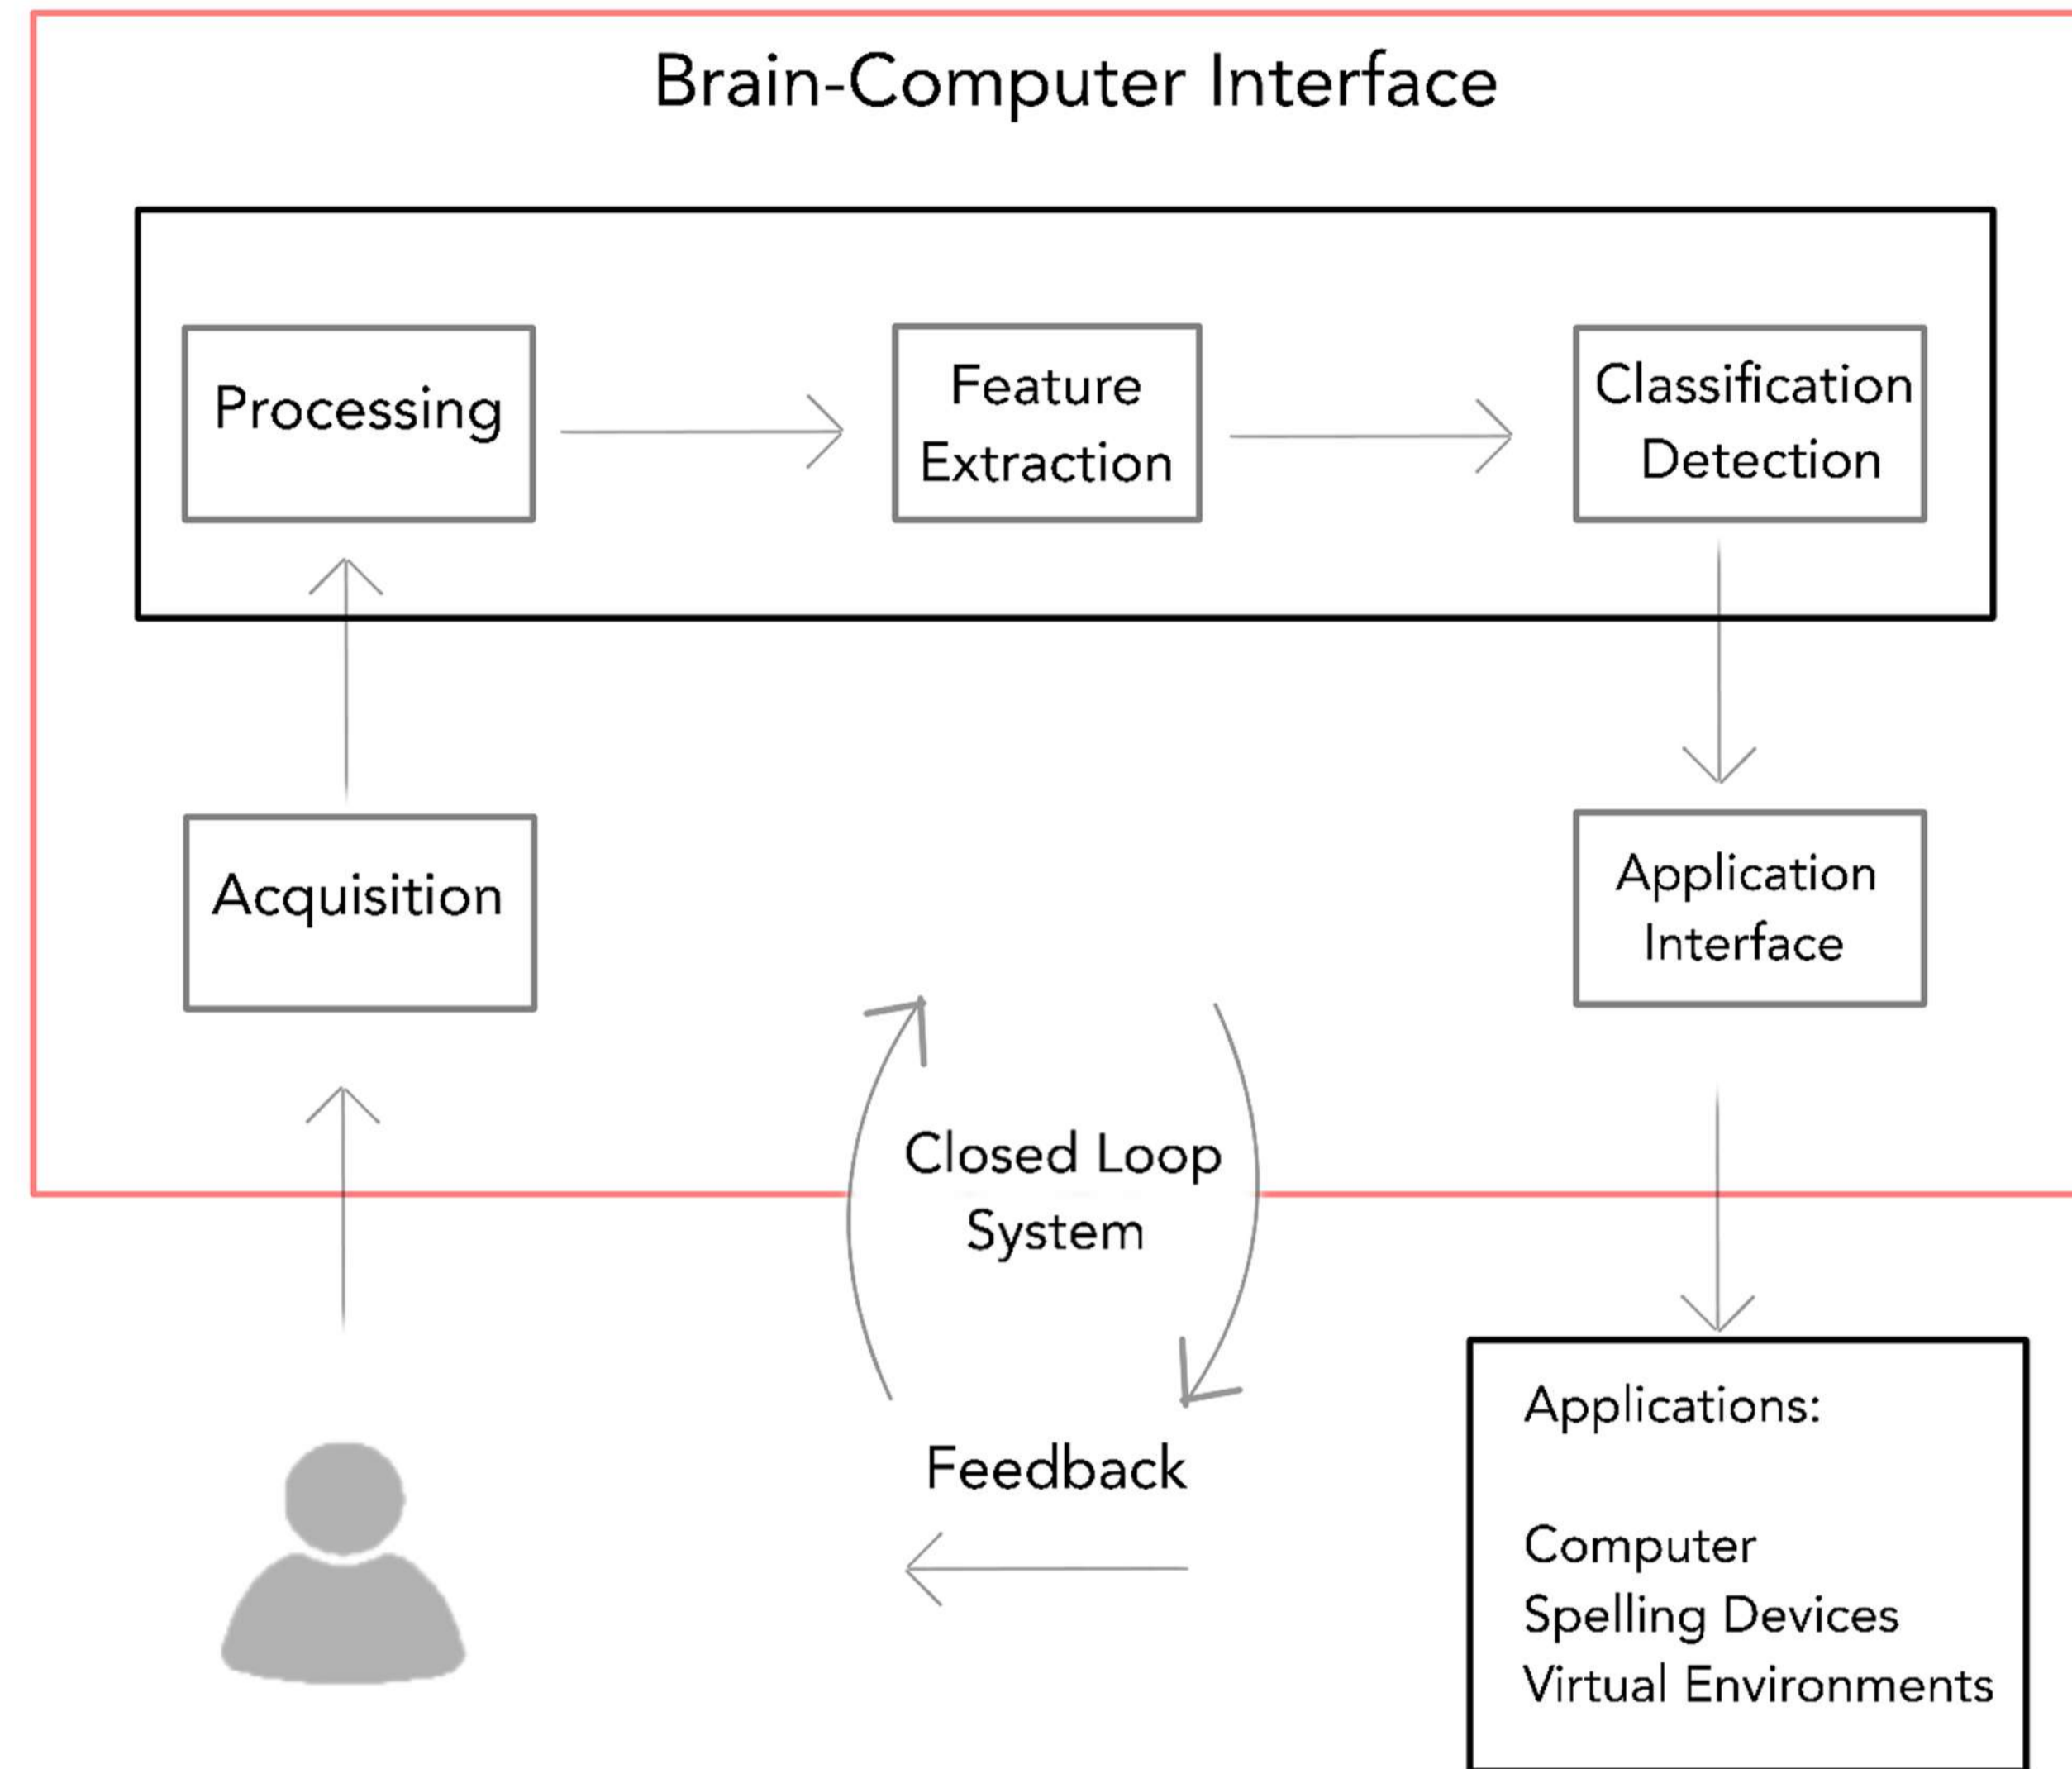 Brain-Computer Interface
Processing
Feature
Extraction
Classification
Detection
Acquisition
Application
Interface
Closed Loop
System
Feedback
Applications:
Computer
Spelling Devices
Virtual Environments